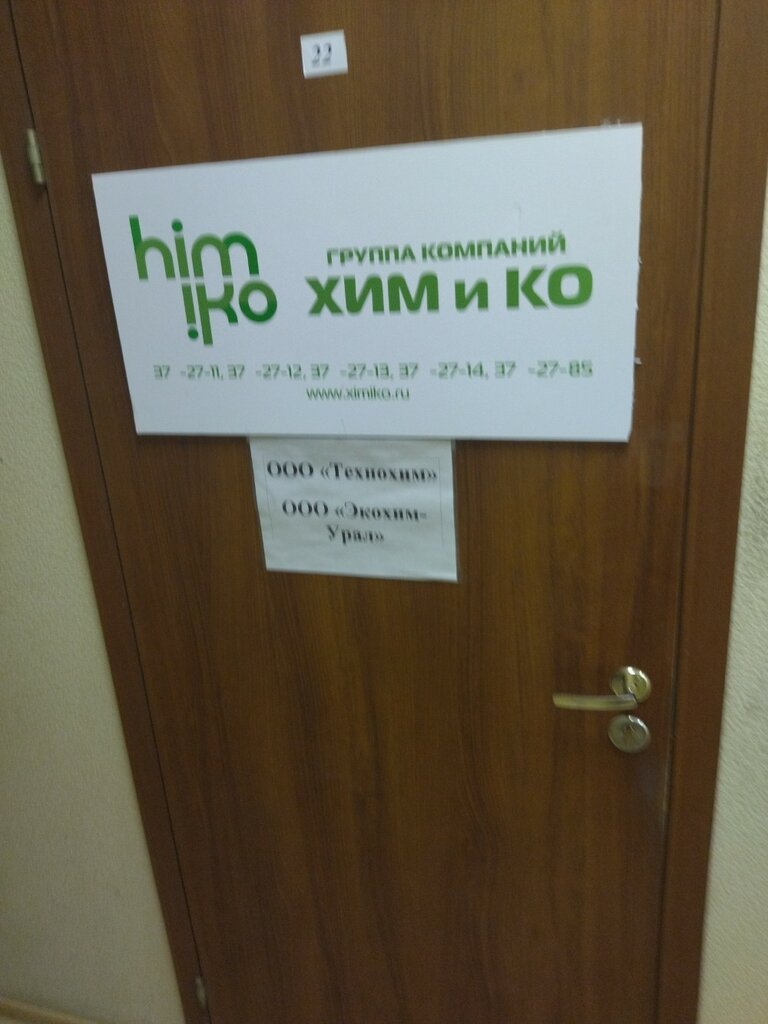 22
him
iko
ГРУППА КОМПАНИЙ
ХИМ и КО
37 -27-11, 37 -27-12, 37 -27-13, 37 -27-14, 37 -27-85
www.ximiko.ru
ООО «Технохим»
ООО «Экохим-
Урал»